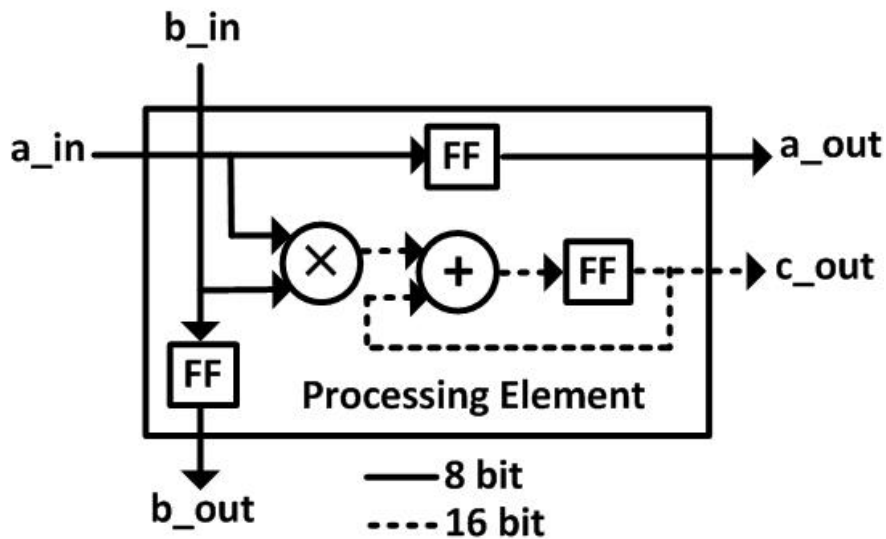 b_in
a_in
FF
a_out
×
+
FF
c_out
FF
Processing Element
b_out
8 bit
16 bit